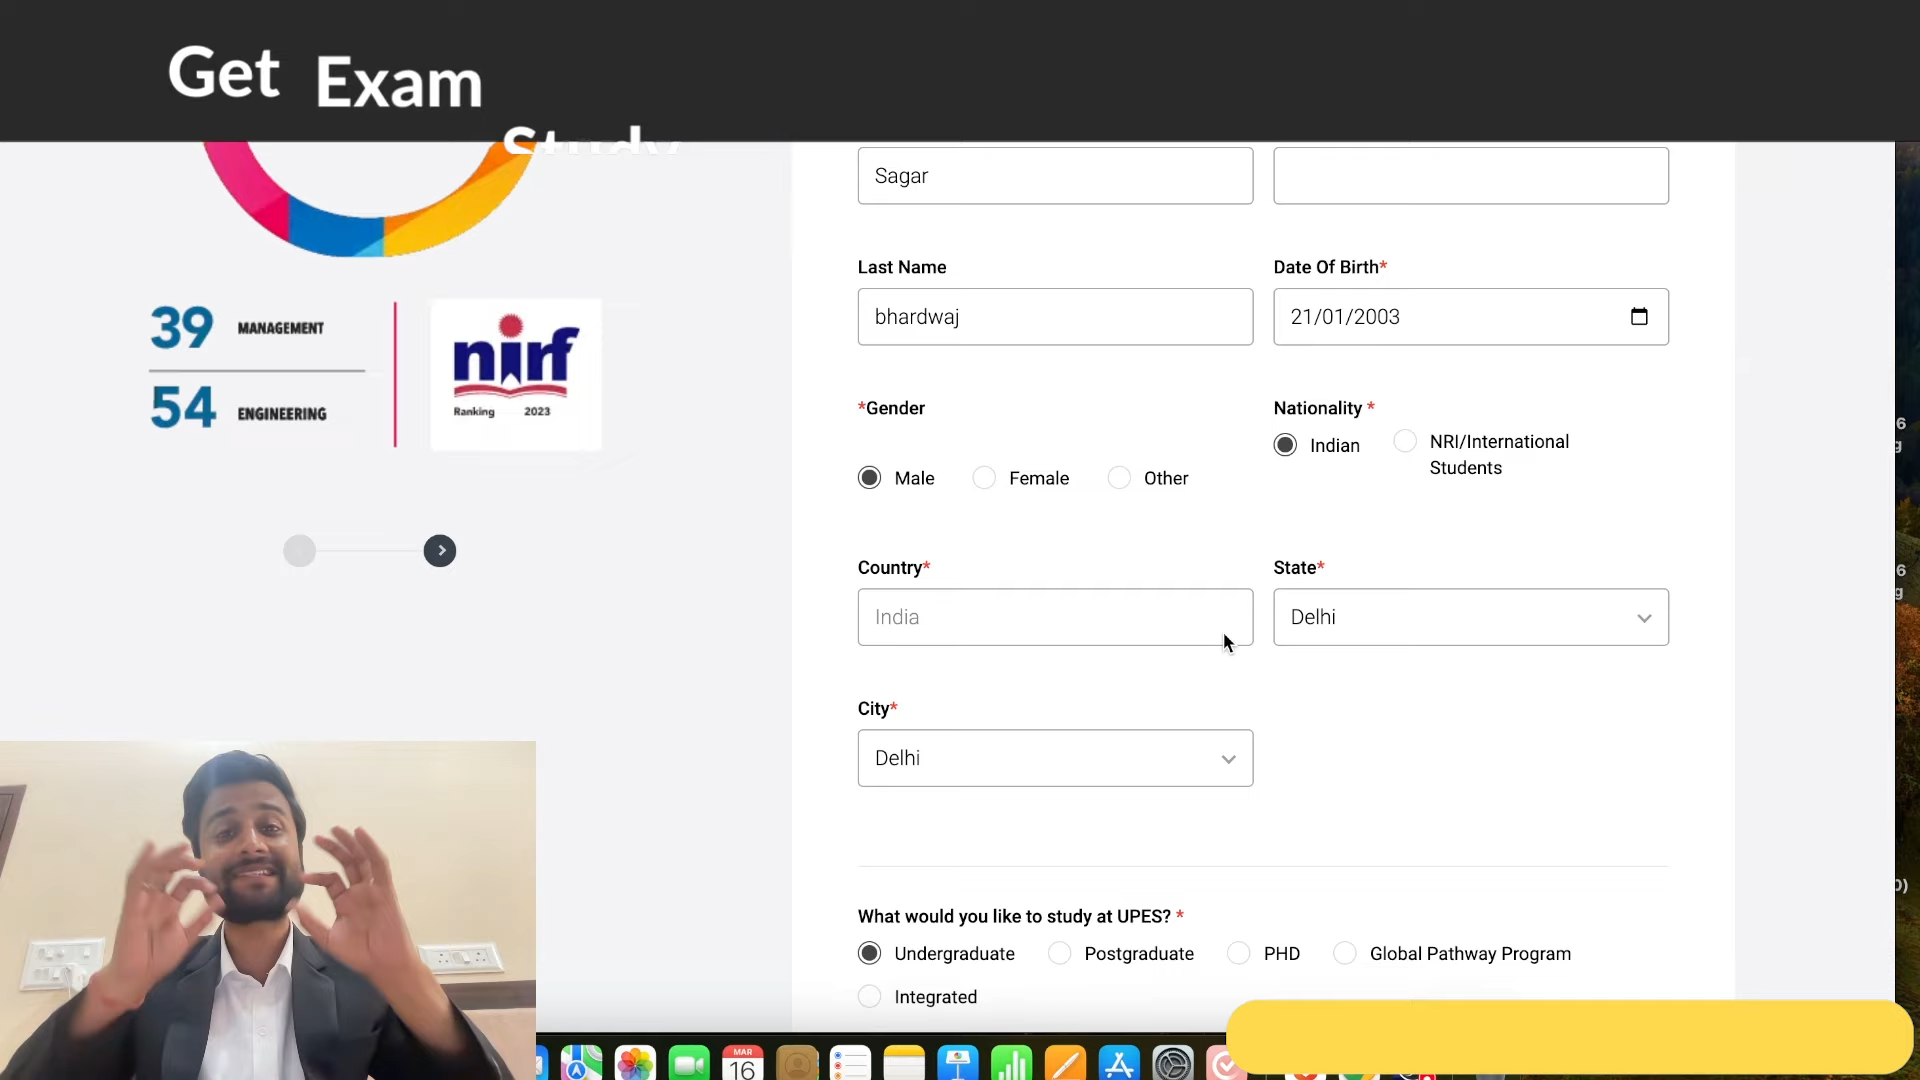 Get Exam
Study
Sagar
Last Name
Date Of Birth*
bhardwaj
21/01/2003
39 MANAGEMENT
54 ENGINEERING
nirf
Ranking 2023
*Gender
Nationality *
Indian
NRI/International
Students
Male
Female
Other
Country*
State*
India
Delhi
City*
Delhi
What would you like to study at UPES? *
Undergraduate
Postgraduate
PHD
Global Pathway Program
Integrated
MAR
16